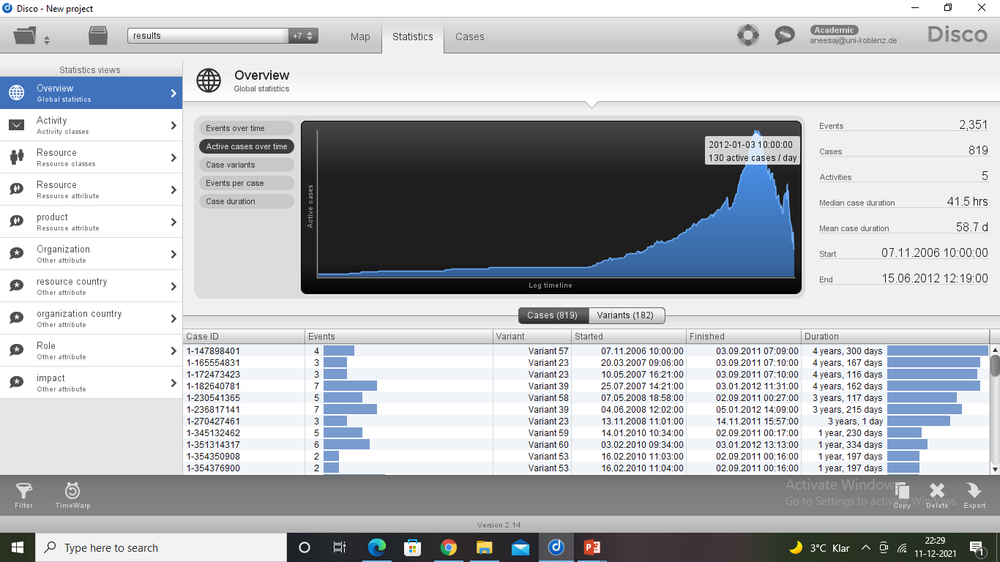 Disco - New project
results
+7
Map
Statistics
Cases
Academic
aneesaj@uni-koblenz.de
Disco
Statistics views
Overview
Global statistics
Activity
Activity classes
Resource
Resource classes
Resource
Resource attribute
product
Resource attribute
Organization
Other attribute
resource country
Other attribute
organization country
Other attribute
Role
Other attribute
impact
Other attribute
Overview
Global statistics
Events over time
Active cases over time
Case variants
Events per case
Case duration
Active cases
2012-01-03 10:00:00
130 active cases / day
Log timeline
Events 2,351
Cases 819
Activities 5
Median case duration 41.5 hrs
Mean case duration 58.7 d
Start 07.11.2006 10:00:00
End 15.06.2012 12:19:00
Cases (819) Variants (182)
Case ID Events Variant Started Finished Duration
1-147898401 4 Variant 57 07.11.2006 10:00:00 03.09.2011 07:09:00 4 years, 300 days
1-165554831 3 Variant 23 20.03.2007 09:06:00 03.09.2011 07:10:00 4 years, 167 days
1-172473423 3 Variant 23 10.05.2007 16:21:00 03.09.2011 07:10:00 4 years, 116 days
1-182640781 7 Variant 39 25.07.2007 14:21:00 03.01.2012 11:31:00 4 years, 162 days
1-230541365 5 Variant 58 07.05.2008 18:58:00 02.09.2011 00:27:00 3 years, 117 days
1-236817141 7 Variant 39 04.06.2008 12:02:00 05.01.2012 14:09:00 3 years, 215 days
1-270427461 3 Variant 23 13.11.2008 11:01:00 14.11.2011 15:57:00 3 years, 1 day
1-345132462 5 Variant 59 14.01.2010 10:34:00 02.09.2011 00:17:00 1 year, 230 days
1-351314317 6 Variant 60 03.02.2010 09:34:00 03.01.2012 13:13:00 1 year, 334 days
1-354350908 2 Variant 53 16.02.2010 11:03:00 02.09.2011 00:16:00 1 year, 197 days
1-354376900 2 Variant 53 16.02.2010 11:04:00 02.09.2011 00:16:00 1 year, 197 days
Filter
TimeWarp
Activate Windows
Go to Settings to activate Windows.
Copy
Delete
Export
Version 2.14
Type here to search
3°C Klar
22:29
11-12-2021
1